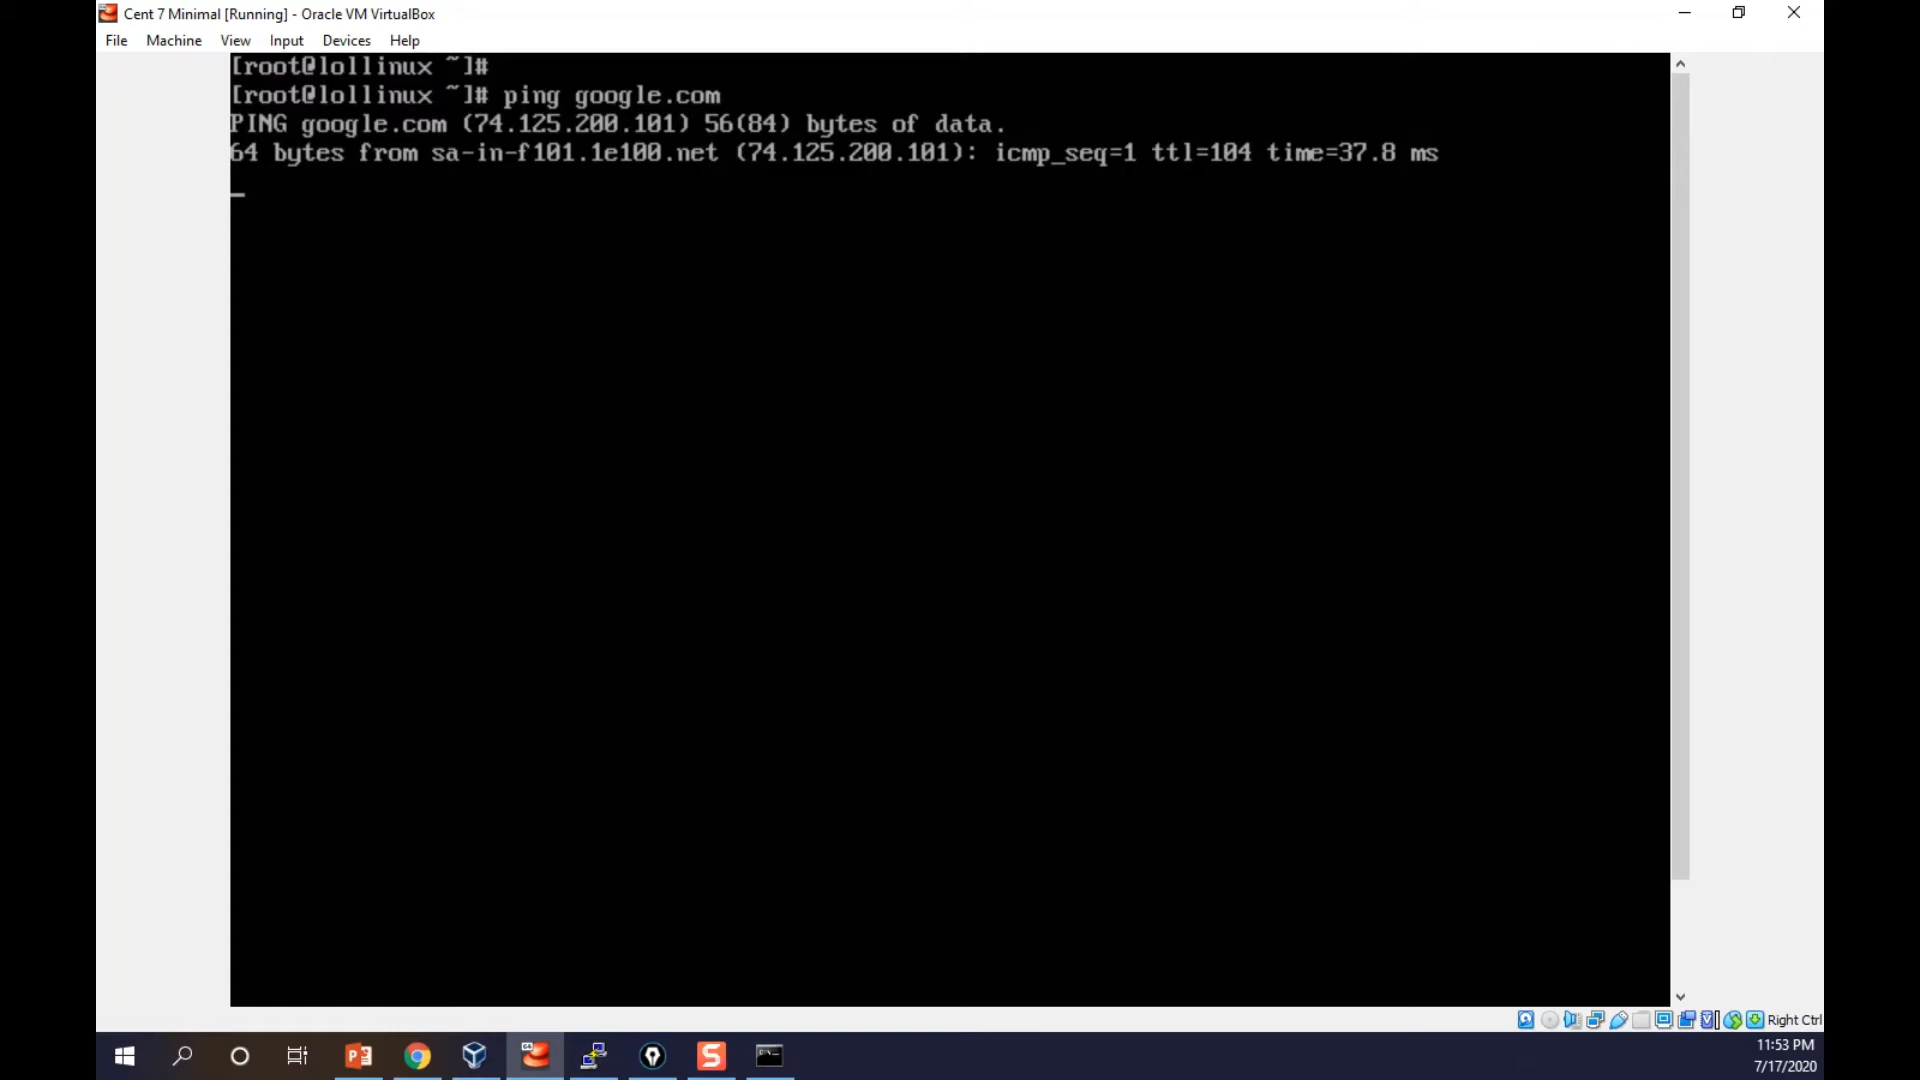 Cent 7 Minimal [Running] - Oracle VM VirtualBox
File Machine View Input Devices Help
[root@lollinux ~]#
[root@lollinux ~]# ping google.com
PING google.com (74.125.200.101) 56(84) bytes of data.
64 bytes from sa-in-f101.1e100.net (74.125.200.101): icmp_seq=1 ttl=104 time=37.8 ms
Right Ctrl
11:53 PM
7/17/2020